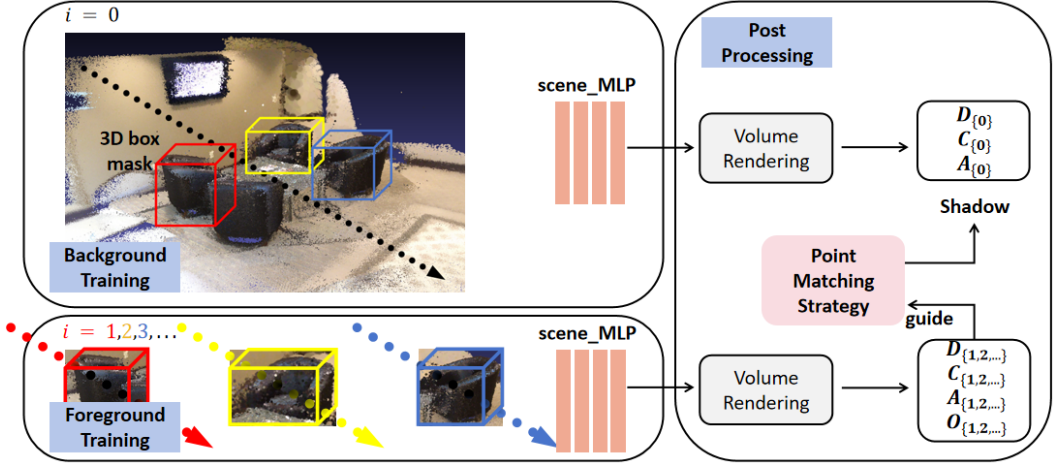 i = 0
3D box
mask
Background
Training
scene_MLP
Post
Processing
Volume
Rendering
D{0}
C{0}
A{0}
Shadow
Point
Matching
Strategy
guide
i = 1,2,3,...
Foreground
Training
scene_MLP
Volume
Rendering
D{1,2,...}
C{1,2,...}
A{1,2,...}
O{1,2,...}